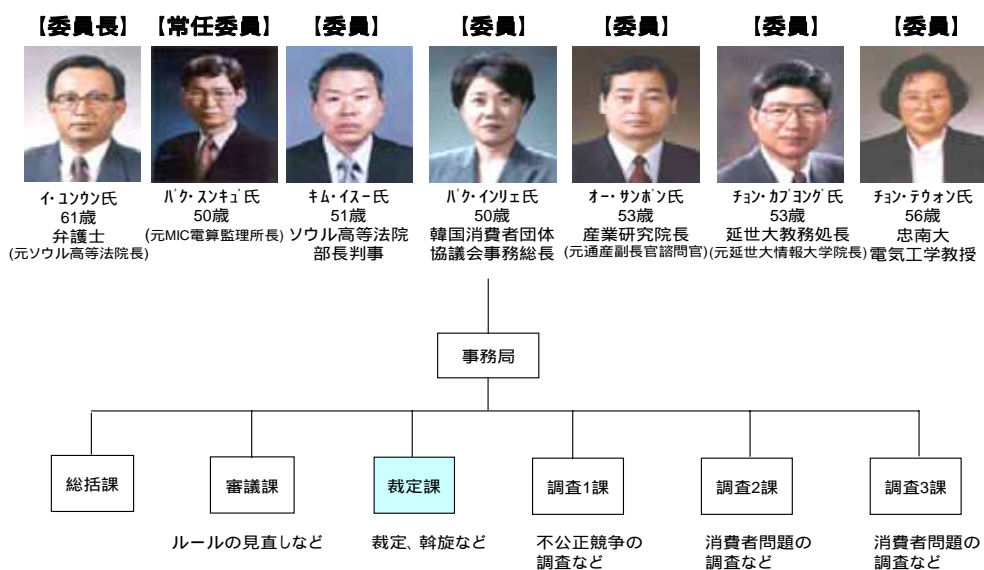 【委員長】 【常任委員】 【委員】 【委員】 【委員】 【委員】 【委員】
イ・ユンウン氏
61歳
弁護士
(元ソウル高等法院長)
パク・スンキュ氏
50歳
(元MIC電算監理所長)
キム・イスー氏
51歳
ソウル高等法院
部長判事
パク・インリェ氏
50歳
韓国消費者団体
協議会事務総長
オー・サンボン氏
53歳
産業研究院長
(元通産副長官諮問官)
チョン・カプヨング氏
53歳
延世大教務処長
(元延世大情報大学院長)
チョン・テウォン氏
56歳
忠南大
電気工学教授
事務局
総括課 審議課 裁定課 調査1課 調査2課 調査3課
ルールの見直しなど
裁定、斡旋など
不公正競争の
調査など
消費者問題の
調査など
消費者問題の
調査など